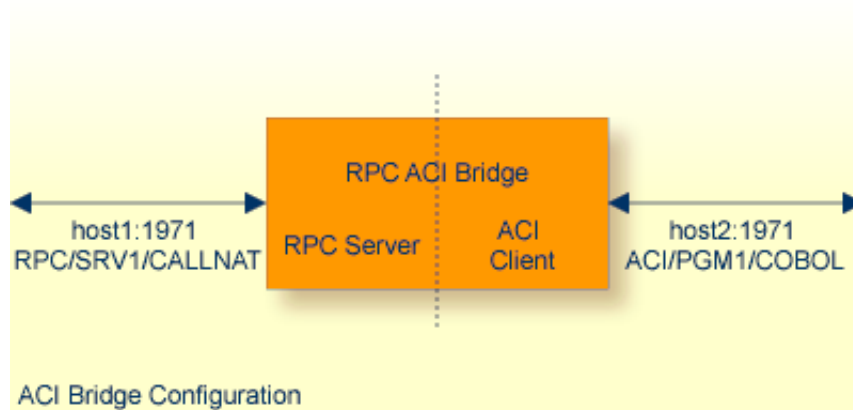 RPC ACI Bridge
host1:1971
RPC/SRV1/CALLNAT
RPC Server
ACI
Client
host2:1971
ACI/PGM1/COBOL
ACI Bridge Configuration